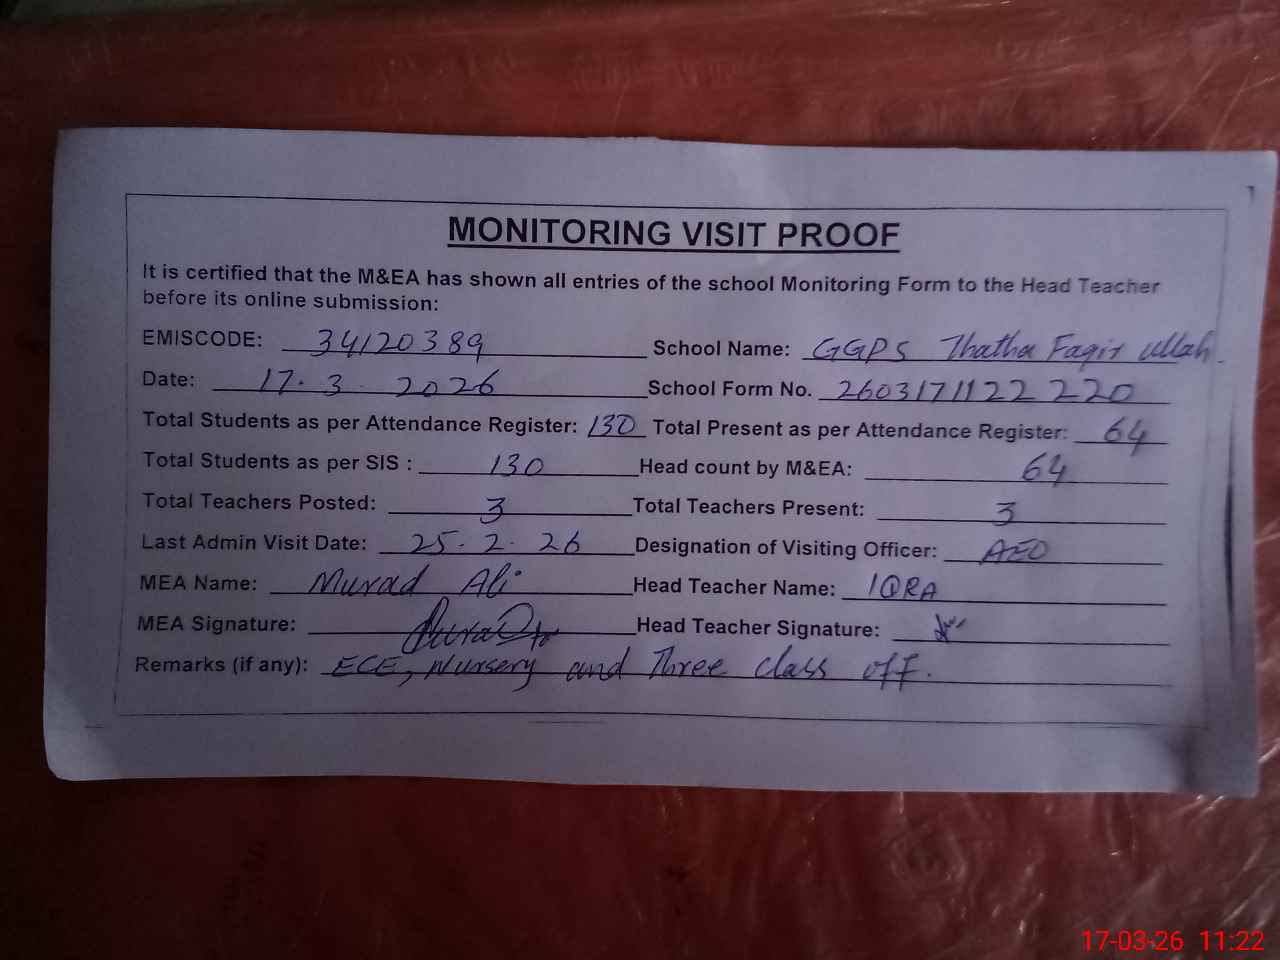 MONITORING VISIT PROOF
It is certified that the M&EA has shown all entries of the school Monitoring Form to the Head Teacher
before its online submission:
EMISCODE: 34120389 School Name: GGPS Thatha Faqir ullah.
Date: 17.3.2026 School Form No. 2603171122220
Total Students as per Attendance Register: 130 Total Present as per Attendance Register: 64
Total Students as per SIS : 130 Head count by M&EA: 64
Total Teachers Posted: 3 Total Teachers Present: 3
Last Admin Visit Date: 25.2.26 Designation of Visiting Officer: AEO
MEA Name: Murad Ali Head Teacher Name: IQRA
MEA Signature: Head Teacher Signature:
Remarks (if any): ECE, Nursery and Three class off.
17-03-26 11:22